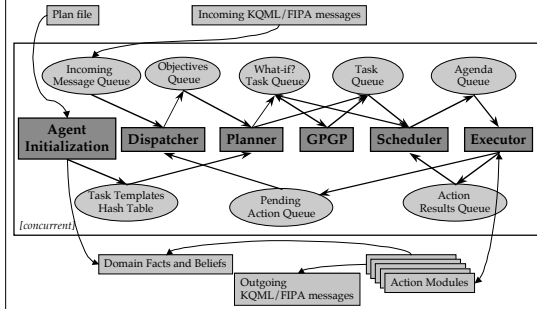 Plan file
Incoming KQML/FIPA messages
Incoming
Message Queue
Objectives
Queue
What-if?
Task Queue
Task
Queue
Agenda
Queue
Agent
Initialization
Dispatcher
Planner
GPGP
Scheduler
Executor
Task Templates
Hash Table
Pending
Action Queue
Action
Results Queue
[concurrent]
Domain Facts and Beliefs
Outgoing
KQML/FIPA messages
Action Modules